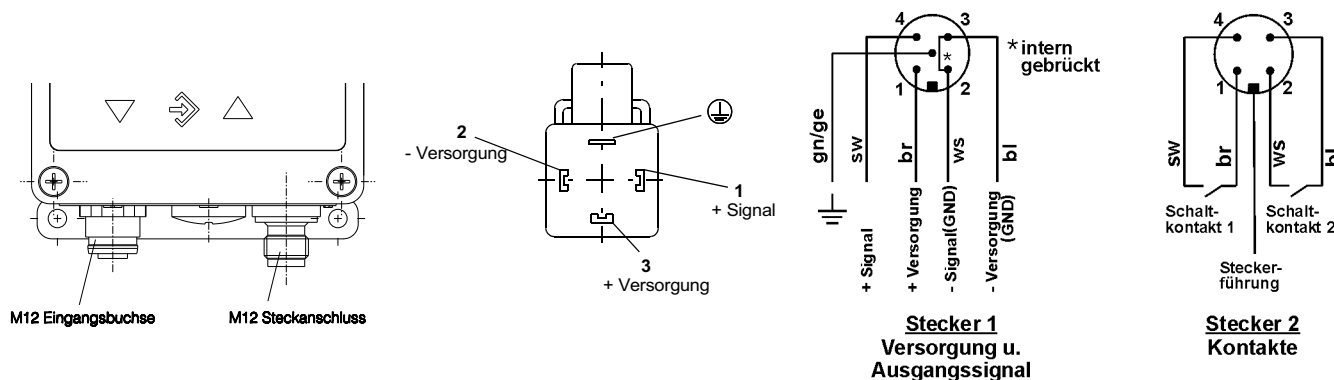 M12 Eingangsbuchse
M12 Steckanschluss
2
- Versorgung
1
+ Signal
3
+ Versorgung
4
3
*
* intern
gebrückt
1
2
gn/ge
sw
br
ws
bl
+ Signal
+ Versorgung
- Signal(GND)
- Versorgung
(GND)
Stecker 1
Versorgung u.
Ausgangssignal
4
3
1
2
sw
br
ws
bl
Schalt-
kontakt 1
Schalt-
kontakt 2
Stecker-
führung
Stecker 2
Kontakte